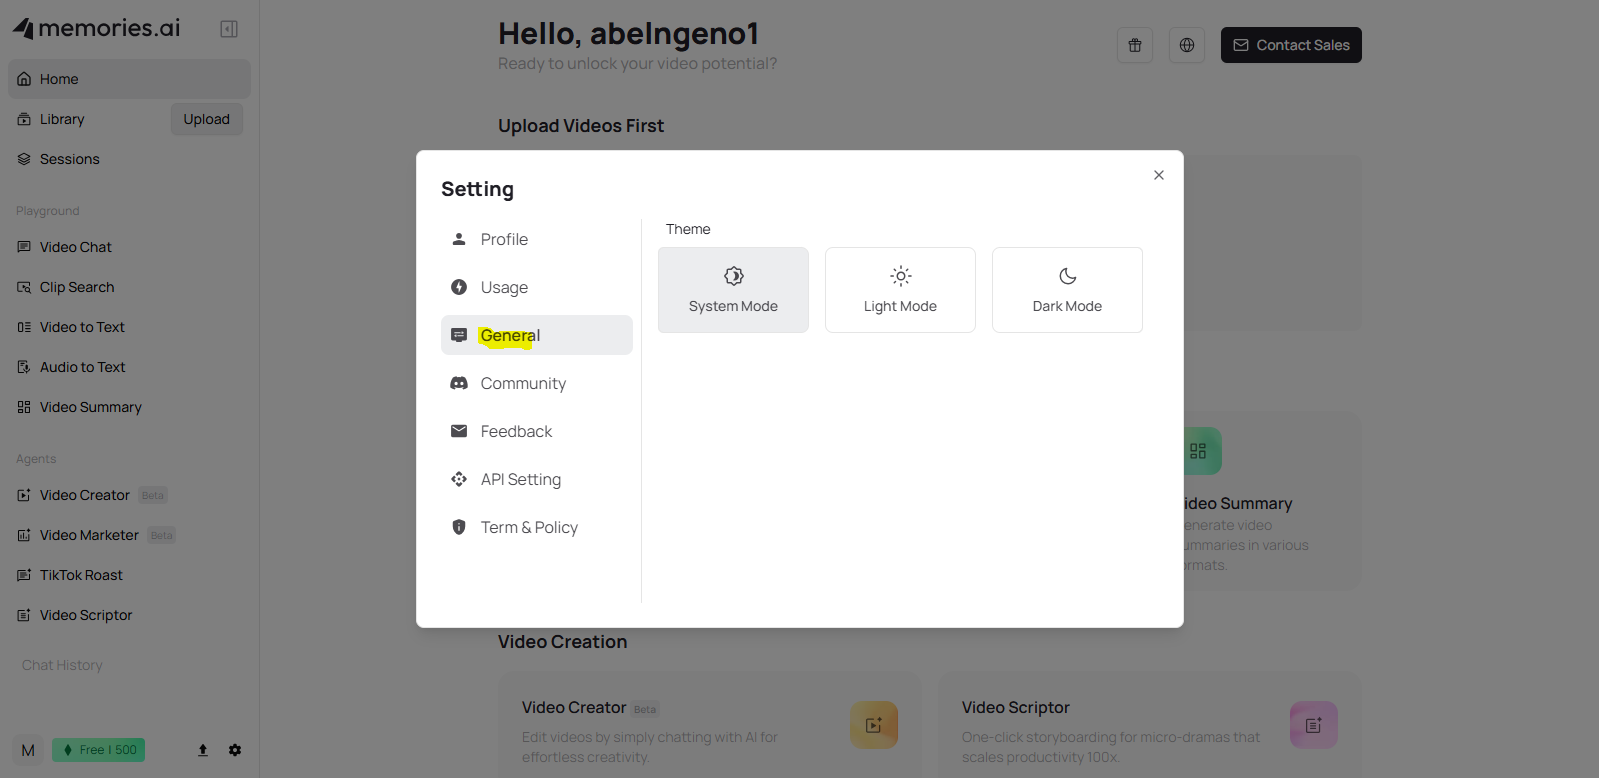 memories.ai
Home
Library
Upload
Sessions
Playground
Video Chat
Clip Search
Video to Text
Audio to Text
Video Summary
Agents
Video Creator Beta
Video Marketer Beta
TikTok Roast
Video Scriptor
Chat History
M
Free | 500
Hello, abelngeno1
Ready to unlock your video potential?
Contact Sales
Upload Videos First
Setting
Profile
Usage
General
Community
Feedback
API Setting
Term & Policy
Theme
System Mode
Light Mode
Dark Mode
ideo Summary
enerate video
ummaries in various
ormats.
Video Creation
Video Creator Beta
Edit videos by simply chatting with AI for
effortless creativity.
Video Scriptor
One-click storyboarding for micro-dramas that
scales productivity 100x.